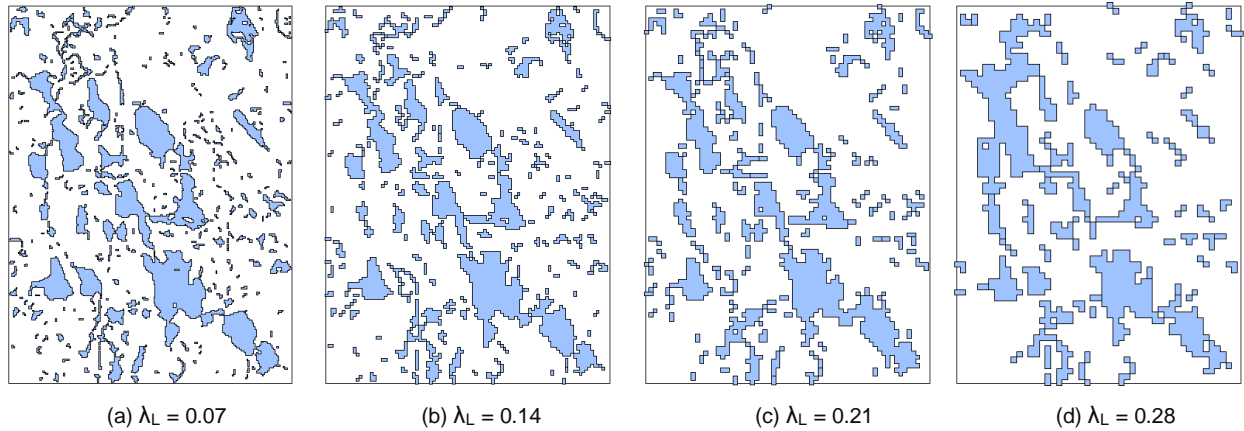 (a) λL = 0.07
(b) λL = 0.14
(c) λL = 0.21
(d) λL = 0.28